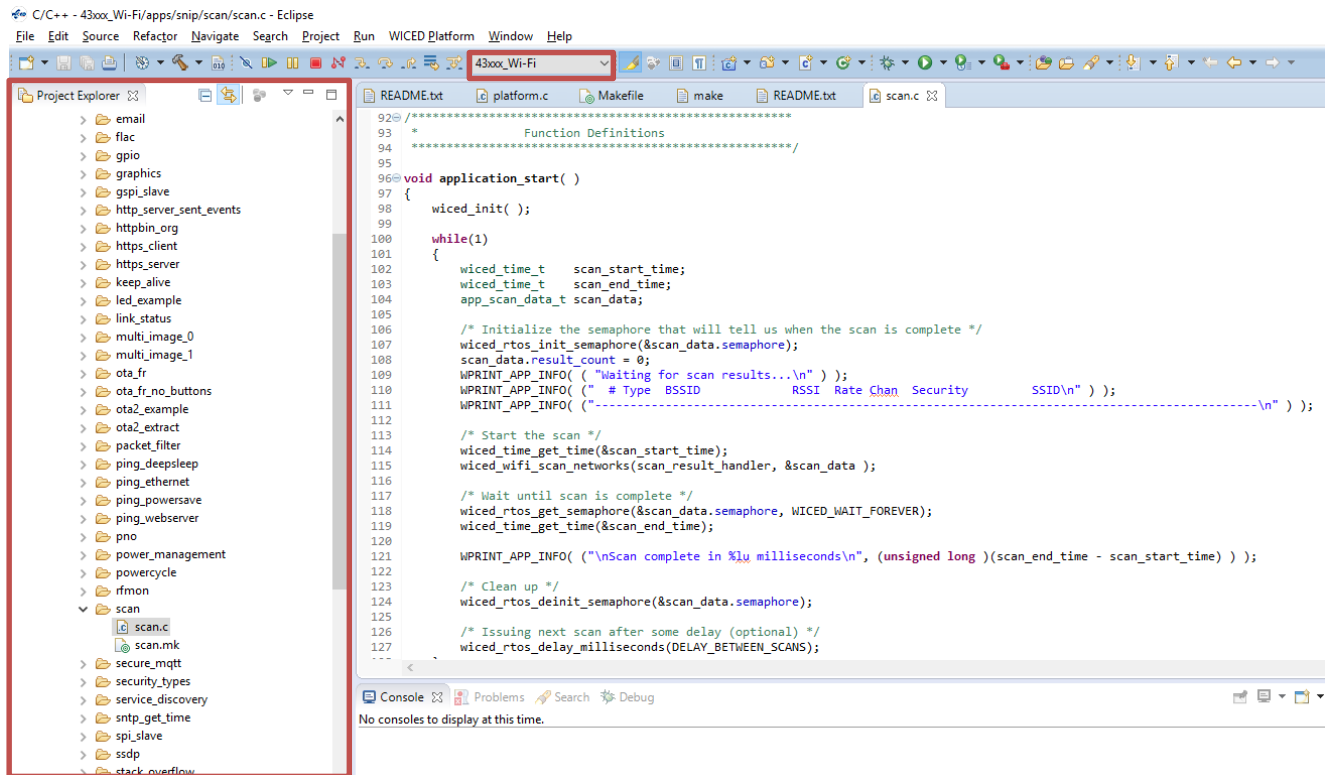 C/C++ - 43xxx_Wi-Fi/apps/snip/scan/scan.c - Eclipse
File Edit Source Refactor Navigate Search Project Run WICED Platform Window Help
43xxx_Wi-Fi
Project Explorer
email
flac
gpio
graphics
gspi_slave
http_server_sent_events
httpbin_org
https_client
https_server
keep_alive
led_example
link_status
multi_image_0
multi_image_1
ota_fr
ota_fr_no_buttons
ota2_example
ota2_extract
packet_filter
ping_deepsleep
ping_ethernet
ping_powersave
ping_webserver
pno
power_management
powercycle
rfmon
scan
scan.c
scan.mk
secure_mqtt
security_types
service_discovery
sntp_get_time
spi_slave
ssdp
stack_overflow
README.txt platform.c Makefile make README.txt scan.c
92 /******************************************************
93 * Function Definitions
94 ******************************************************/
95
96 void application_start( )
97 {
98 wiced_init( );
99
100 while(1)
101 {
102 wiced_time_t scan_start_time;
103 wiced_time_t scan_end_time;
104 app_scan_data_t scan_data;
105
106 /* Initialize the semaphore that will tell us when the scan is complete */
107 wiced_rtos_init_semaphore(&scan_data.semaphore);
108 scan_data.result_count = 0;
109 WPRINT_APP_INFO( ( "Waiting for scan results...\n" ) );
110 WPRINT_APP_INFO( (" # Type BSSID RSSI Rate Chan Security SSID\n" ) );
111 WPRINT_APP_INFO( ("----------------------------------------------------------------------------------------------\n" ) );
112
113 /* Start the scan */
114 wiced_time_get_time(&scan_start_time);
115 wiced_wifi_scan_networks(scan_result_handler, &scan_data );
116
117 /* Wait until scan is complete */
118 wiced_rtos_get_semaphore(&scan_data.semaphore, WICED_WAIT_FOREVER);
119 wiced_time_get_time(&scan_end_time);
120
121 WPRINT_APP_INFO( ("\nScan complete in %lu milliseconds\n", (unsigned long )(scan_end_time - scan_start_time) ) );
122
123 /* Clean up */
124 wiced_rtos_deinit_semaphore(&scan_data.semaphore);
125
126 /* Issuing next scan after some delay (optional) */
127 wiced_rtos_delay_milliseconds(DELAY_BETWEEN_SCANS);
Console Problems Search Debug
No consoles to display at this time.